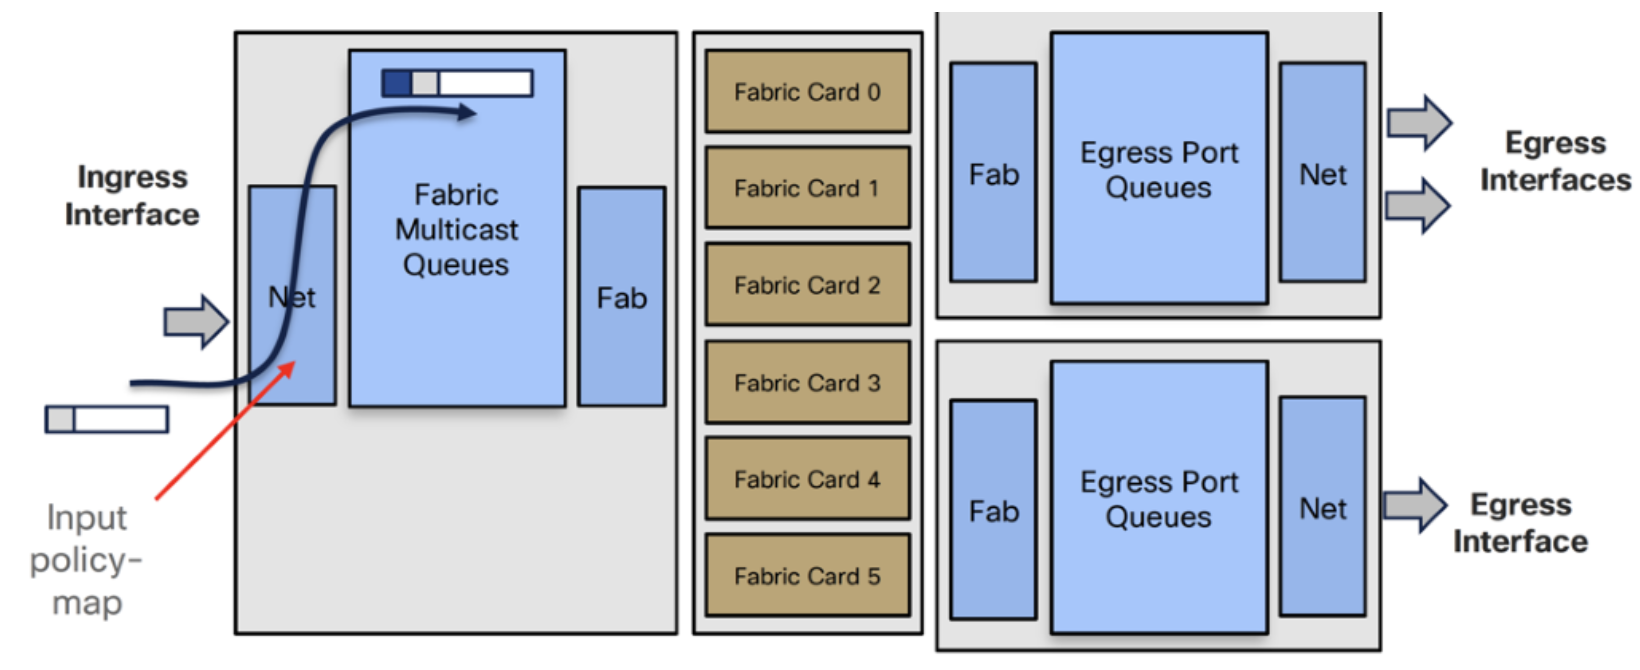 Ingress
Interface
Net
Input
policy-
map
Fabric
Multicast
Queues
Fab
Fabric Card 0
Fabric Card 1
Fabric Card 2
Fabric Card 3
Fabric Card 4
Fabric Card 5
Fab
Egress Port
Queues
Net
Egress
Interfaces
Fab
Egress Port
Queues
Net
Egress
Interface